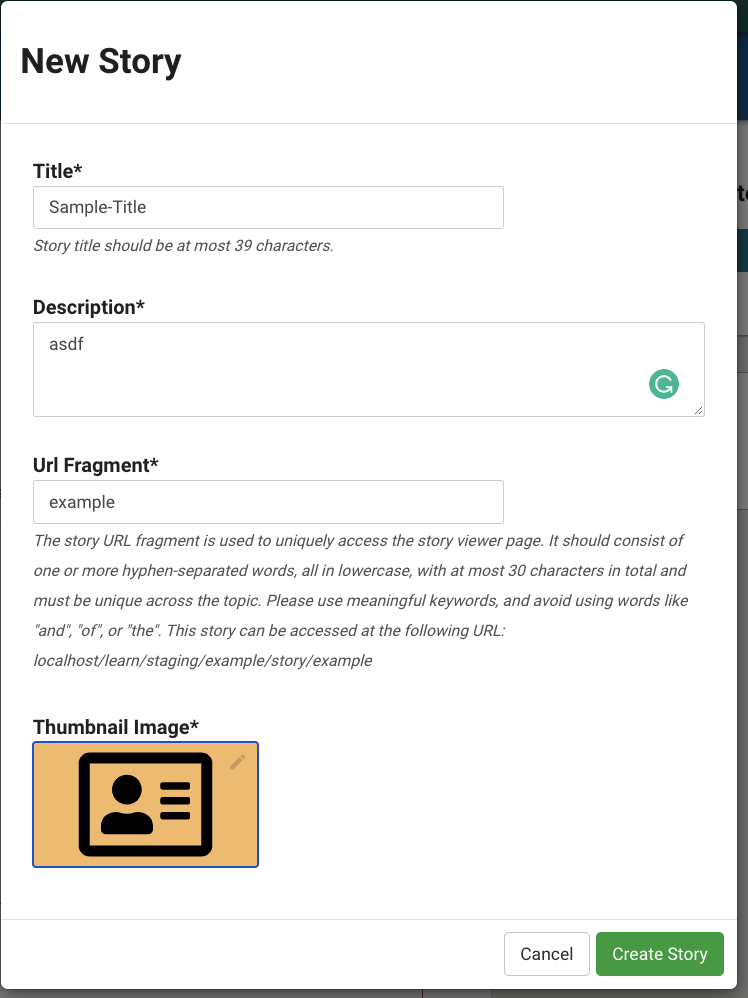 New Story
Title*
Sample-Title
Story title should be at most 39 characters.
Description*
asdf
Url Fragment*
example
The story URL fragment is used to uniquely access the story viewer page. It should consist of
one or more hyphen-separated words, all in lowercase, with at most 30 characters in total and
must be unique across the topic. Please use meaningful keywords, and avoid using words like
"and", "of", or "the". This story can be accessed at the following URL:
localhost/learn/staging/example/story/example
Thumbnail Image*
Cancel
Create Story